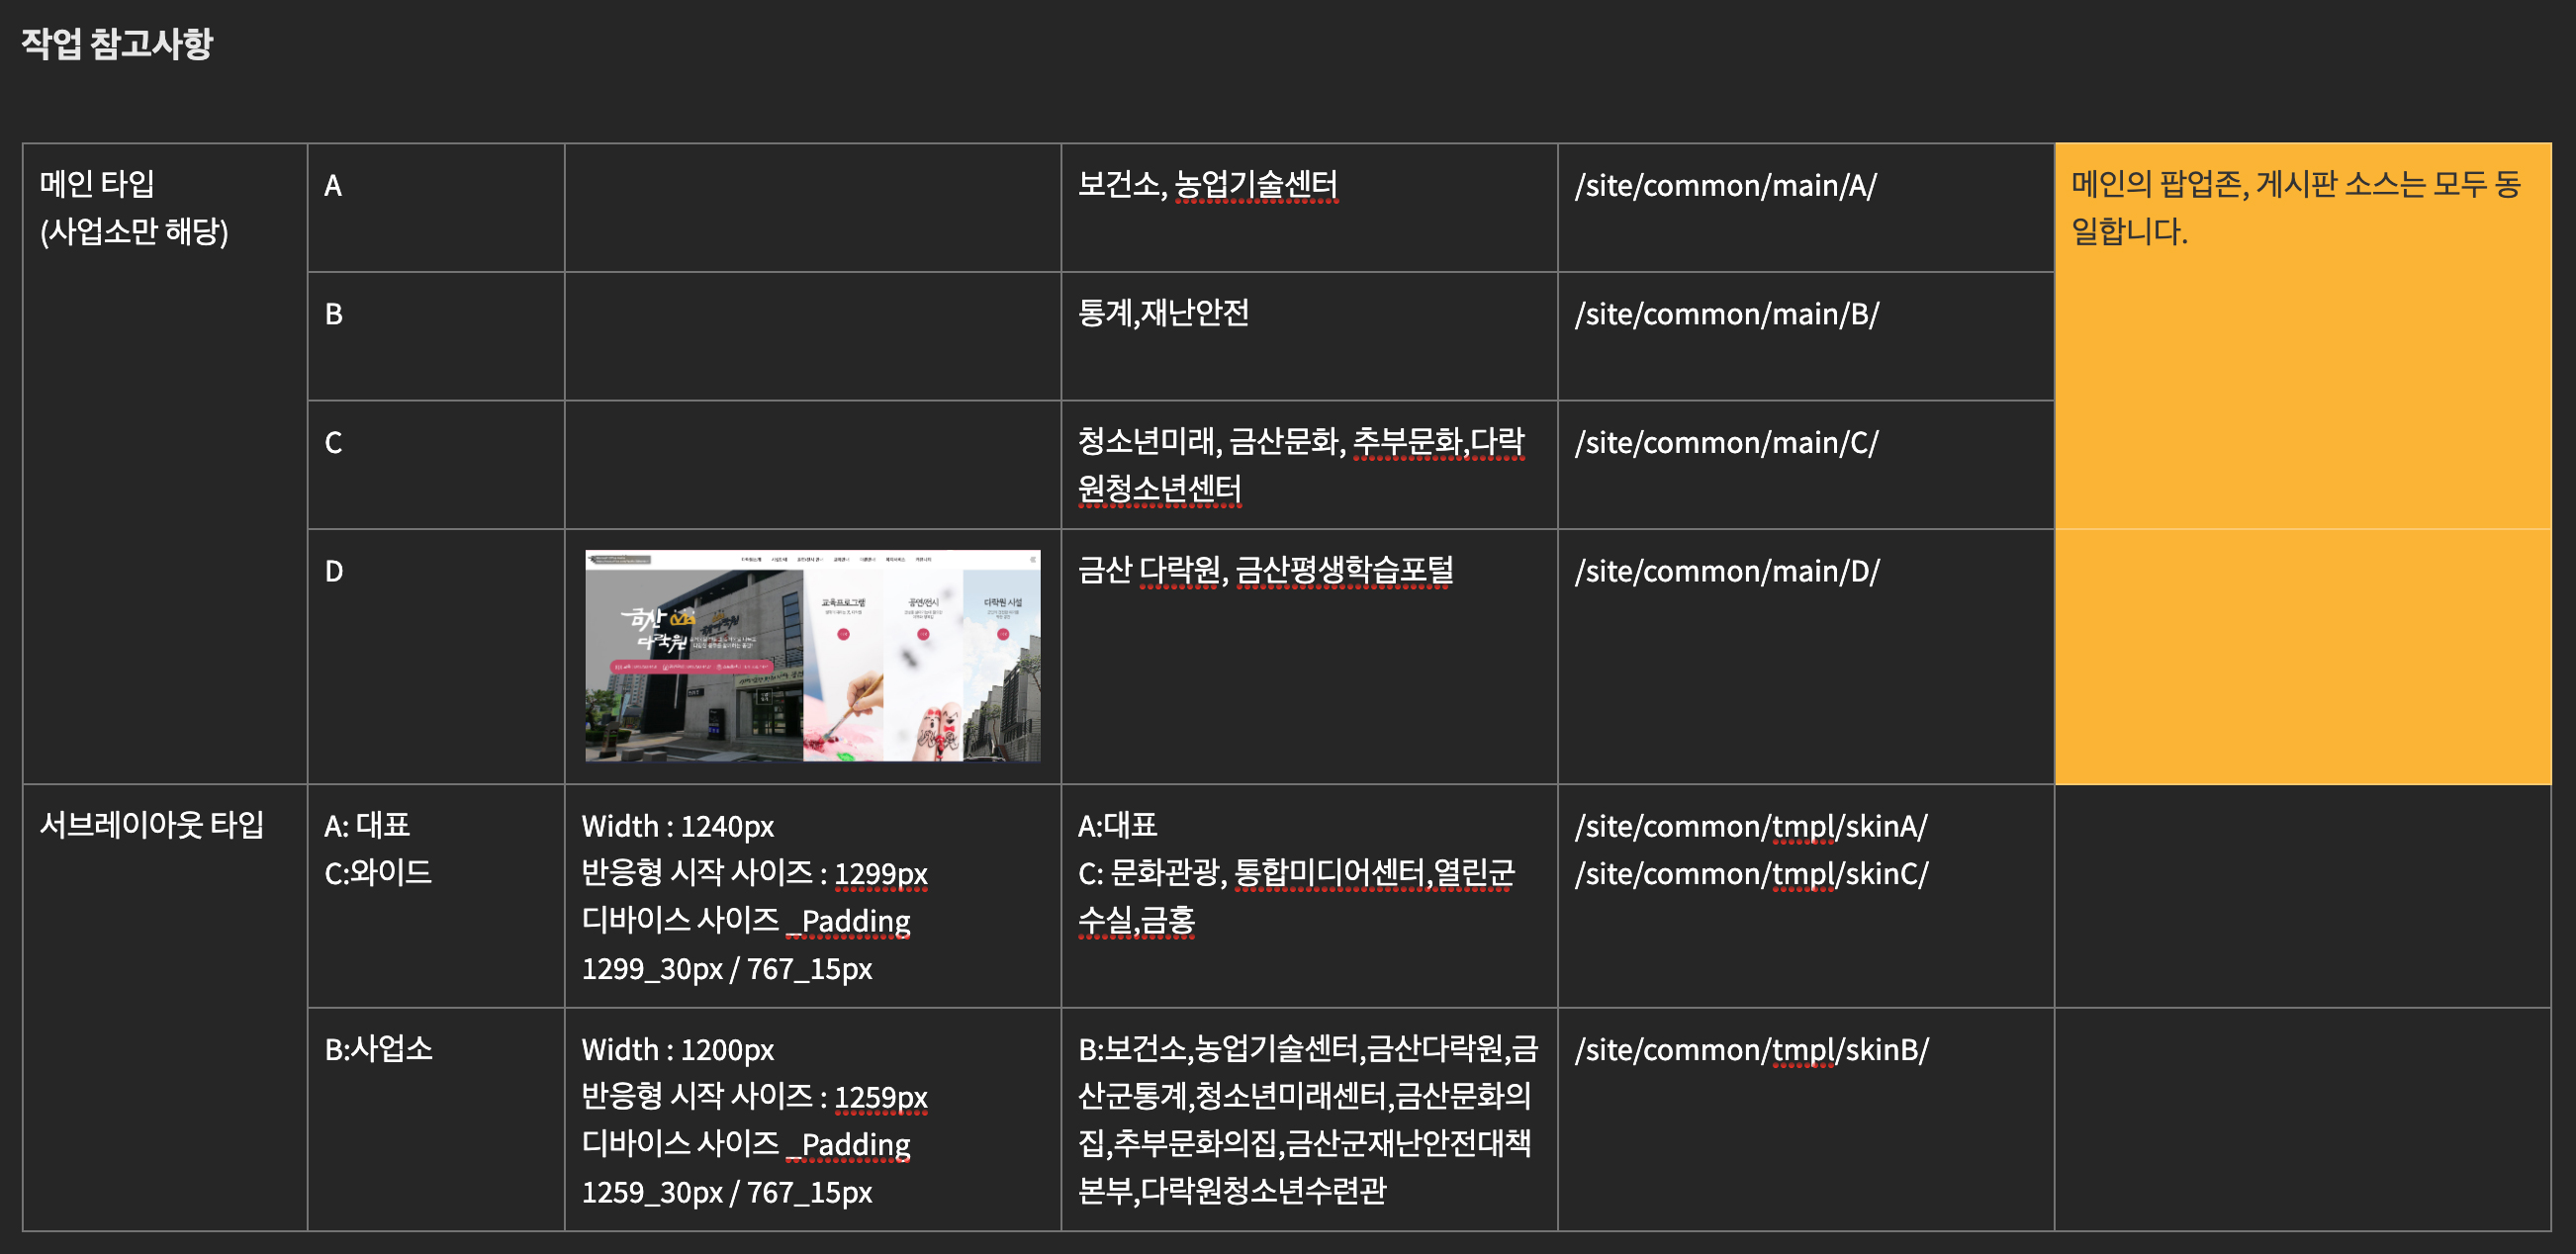 작업 참고사항
메인 타입
(사업소만 해당)
A
보건소, 농업기술센터
/site/common/main/A/
메인의 팝업존, 게시판 소스는 모두 동
일합니다.
B
통계,재난안전
/site/common/main/B/
C
청소년미래, 금산문화, 추부문화,다락
원청소년센터
/site/common/main/C/
D
금산
다락원
교육프로그램
공연/전시
다락원 시설
금산 다락원, 금산평생학습포털
/site/common/main/D/
서브레이아웃 타입
A: 대표
C:와이드
Width : 1240px
반응형 시작 사이즈 : 1299px
디바이스 사이즈 _Padding
1299_30px / 767_15px
A:대표
C: 문화관광, 통합미디어센터,열린군
수실,금홍
/site/common/tmpl/skinA/
/site/common/tmpl/skinC/
B:사업소
Width : 1200px
반응형 시작 사이즈 : 1259px
디바이스 사이즈 _Padding
1259_30px / 767_15px
B:보건소,농업기술센터,금산다락원,금
산군통계,청소년미래센터,금산문화의
집,추부문화의집,금산군재난안전대책
본부,다락원청소년수련관
/site/common/tmpl/skinB/